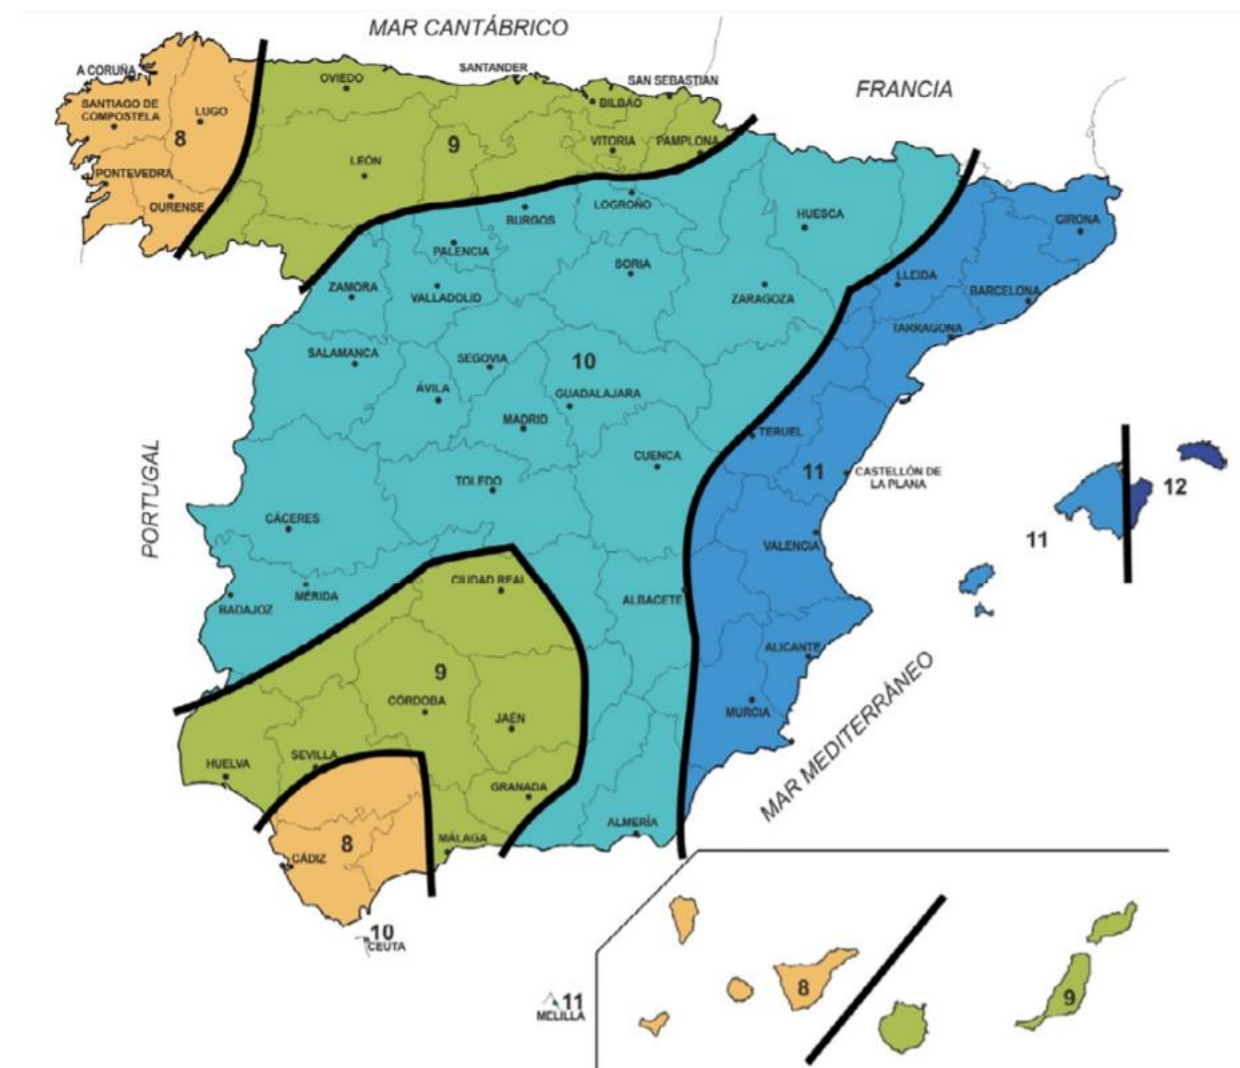 MAR CANTÁBRICO
A CORUÑA
OVIEDO
SANTANDER
SAN SEBASTIAN
FRANCIA
SANTIAGO DE
COMPOSTELA
LUGO
BILBAO
8
9
VITORIA
PAMPLONA
LEÓN
PONTEVEDRA
OURENSE
LOGROÑO
BURGOS
HUESCA
GIRONA
PALENCIA
SORIA
LLEIDA
ZAMORA
VALLADOLID
ZARAGOZA
BARCELONA
TARRAGONA
SALAMANCA
SEGOVIA
10
ÁVILA
GUADALAJARA
MADRID
TERUEL
CUENCA
PORTUGAL
11
CASTELLÓN DE
LA PLANA
12
TOLEDO
CÁCERES
VALENCIA
11
CIUDAD REAL
MÉRIDA
BADAJOZ
ALBACETE
ALICANTE
9
CÓRDOBA
JAÉN
MURCIA
MAR MEDITERRÁNEO
SEVILLA
HUELVA
GRANADA
ALMERÍA
MÁLAGA
8
CÁDIZ
10
CEUTA
11
MELILLA
8
9